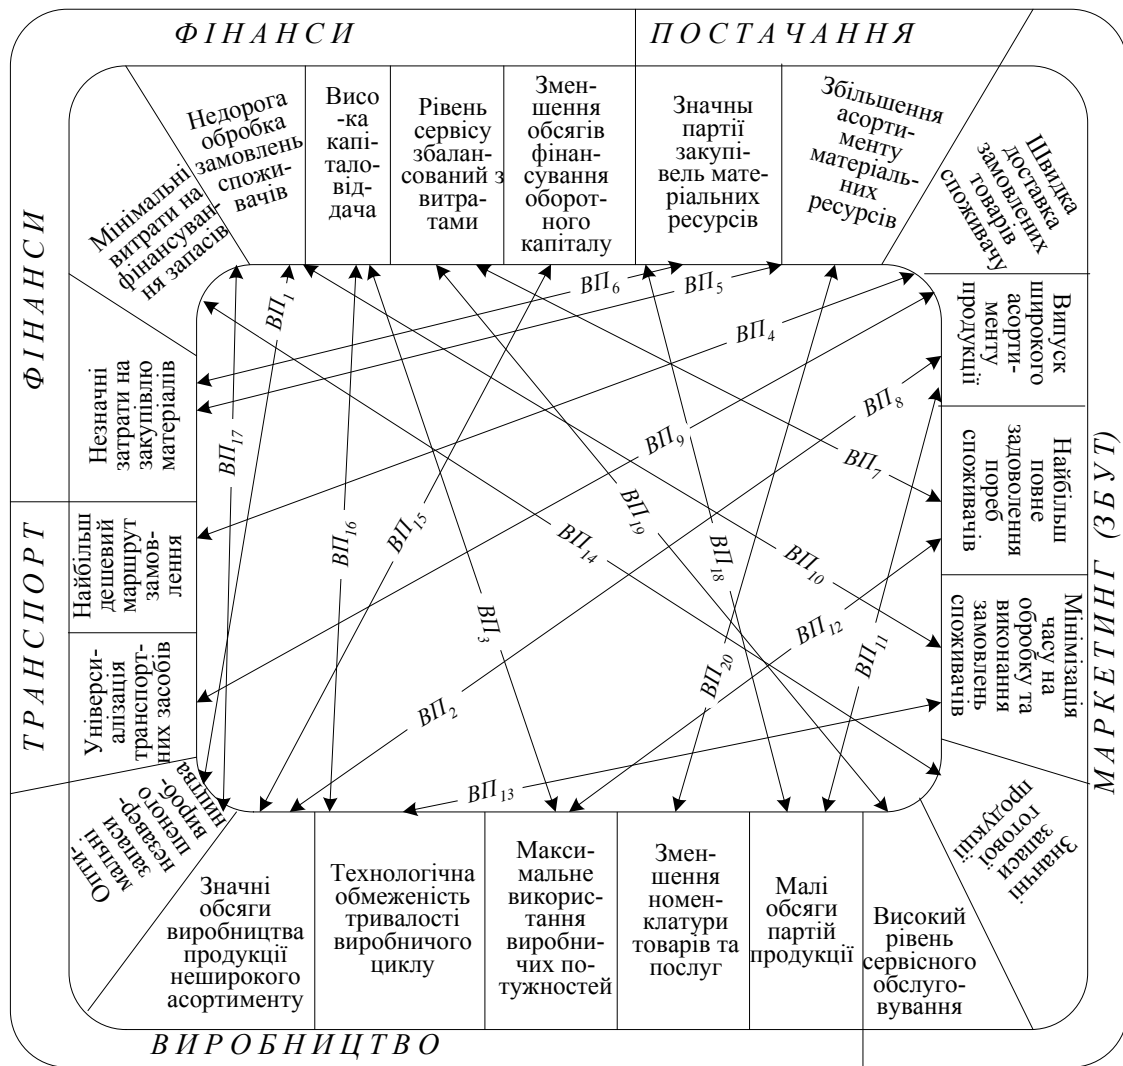 ФІНАНСИ
ПОСТАЧАННЯ
Мінімальні
витрати на
фінансуван-
ня запасів
Недорога
обробка
замовлень
спожи-
вачів
Висо
-ка
капі-
тало-
від-
дача
Рівень
сервісу
збалан-
сований з
витра-
тами
Змен-
шення
обсягів
фінан-
сування
оборот-
ного
капіталу
Значны
партії
закупі-
вель мате-
ріальних
ресурсів
Збільшення
асорти-
менту
матеріаль-
них
ресурсів
Швидка
доставка
замовлених
товарів
споживачу
ФІНАНСИ
Незначні
затрати на
закупівлю
матеріалів
ТРАНСПОРТ
Найбільш
дешевий
маршрут
замов-
лення
Універси-
алізація
транспорт-
них засобів
Випуск
широкого
асорти-
менту
продукції
Найбільш
повне
задоволення
пореб
споживачів
Мінімізація
часу на
обробку та
виконання
замовлень
споживачів
МАРКЕТИНГ (ЗБУТ)
Знанчні
запаси
готової
продукції
ВП6
ВП5
ВП1
ВП4
ВП8
ВП9
ВП17
ВП7
ВП15
ВП16
ВП19
ВП14
ВП18
ВП10
ВП3
ВП12
ВП11
ВП20
ВП2
ВП13
Опти-
мальні
запаси
незавер-
шеного
вироб-
ництва
Значні
обсяги
виробництва
продукції
неширокого
асортименту
Технологічна
обмеженість
тривалості
виробничого
циклу
Макси-
мальне
викорис-
тання
виробни-
чих по-
тужностей
Змен-
шення
номен-
клатури
товарів та
послуг
Малі
обсяги
партій
продукції
Високий
рівень
сервісного
обслуго-
вування
ВИРОБНИЦТВО